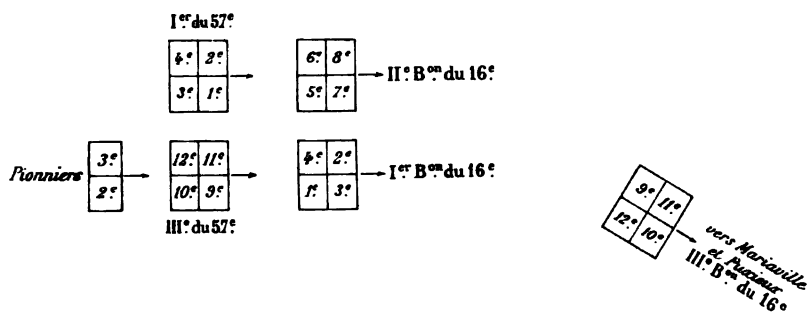 Ier du 57e
4e 2e
3e 1e
6e 8e
5e 7e
IIe Bon du 16e
Pionniers
3e
2e
12e 11e
10e 9e
IIIe du 57e
4e 2e
1e 3e
Ier Bon du 16e
9e 11e
12e 10e
vers Mariaville
et Puxieux
IIIe Bon du 16e